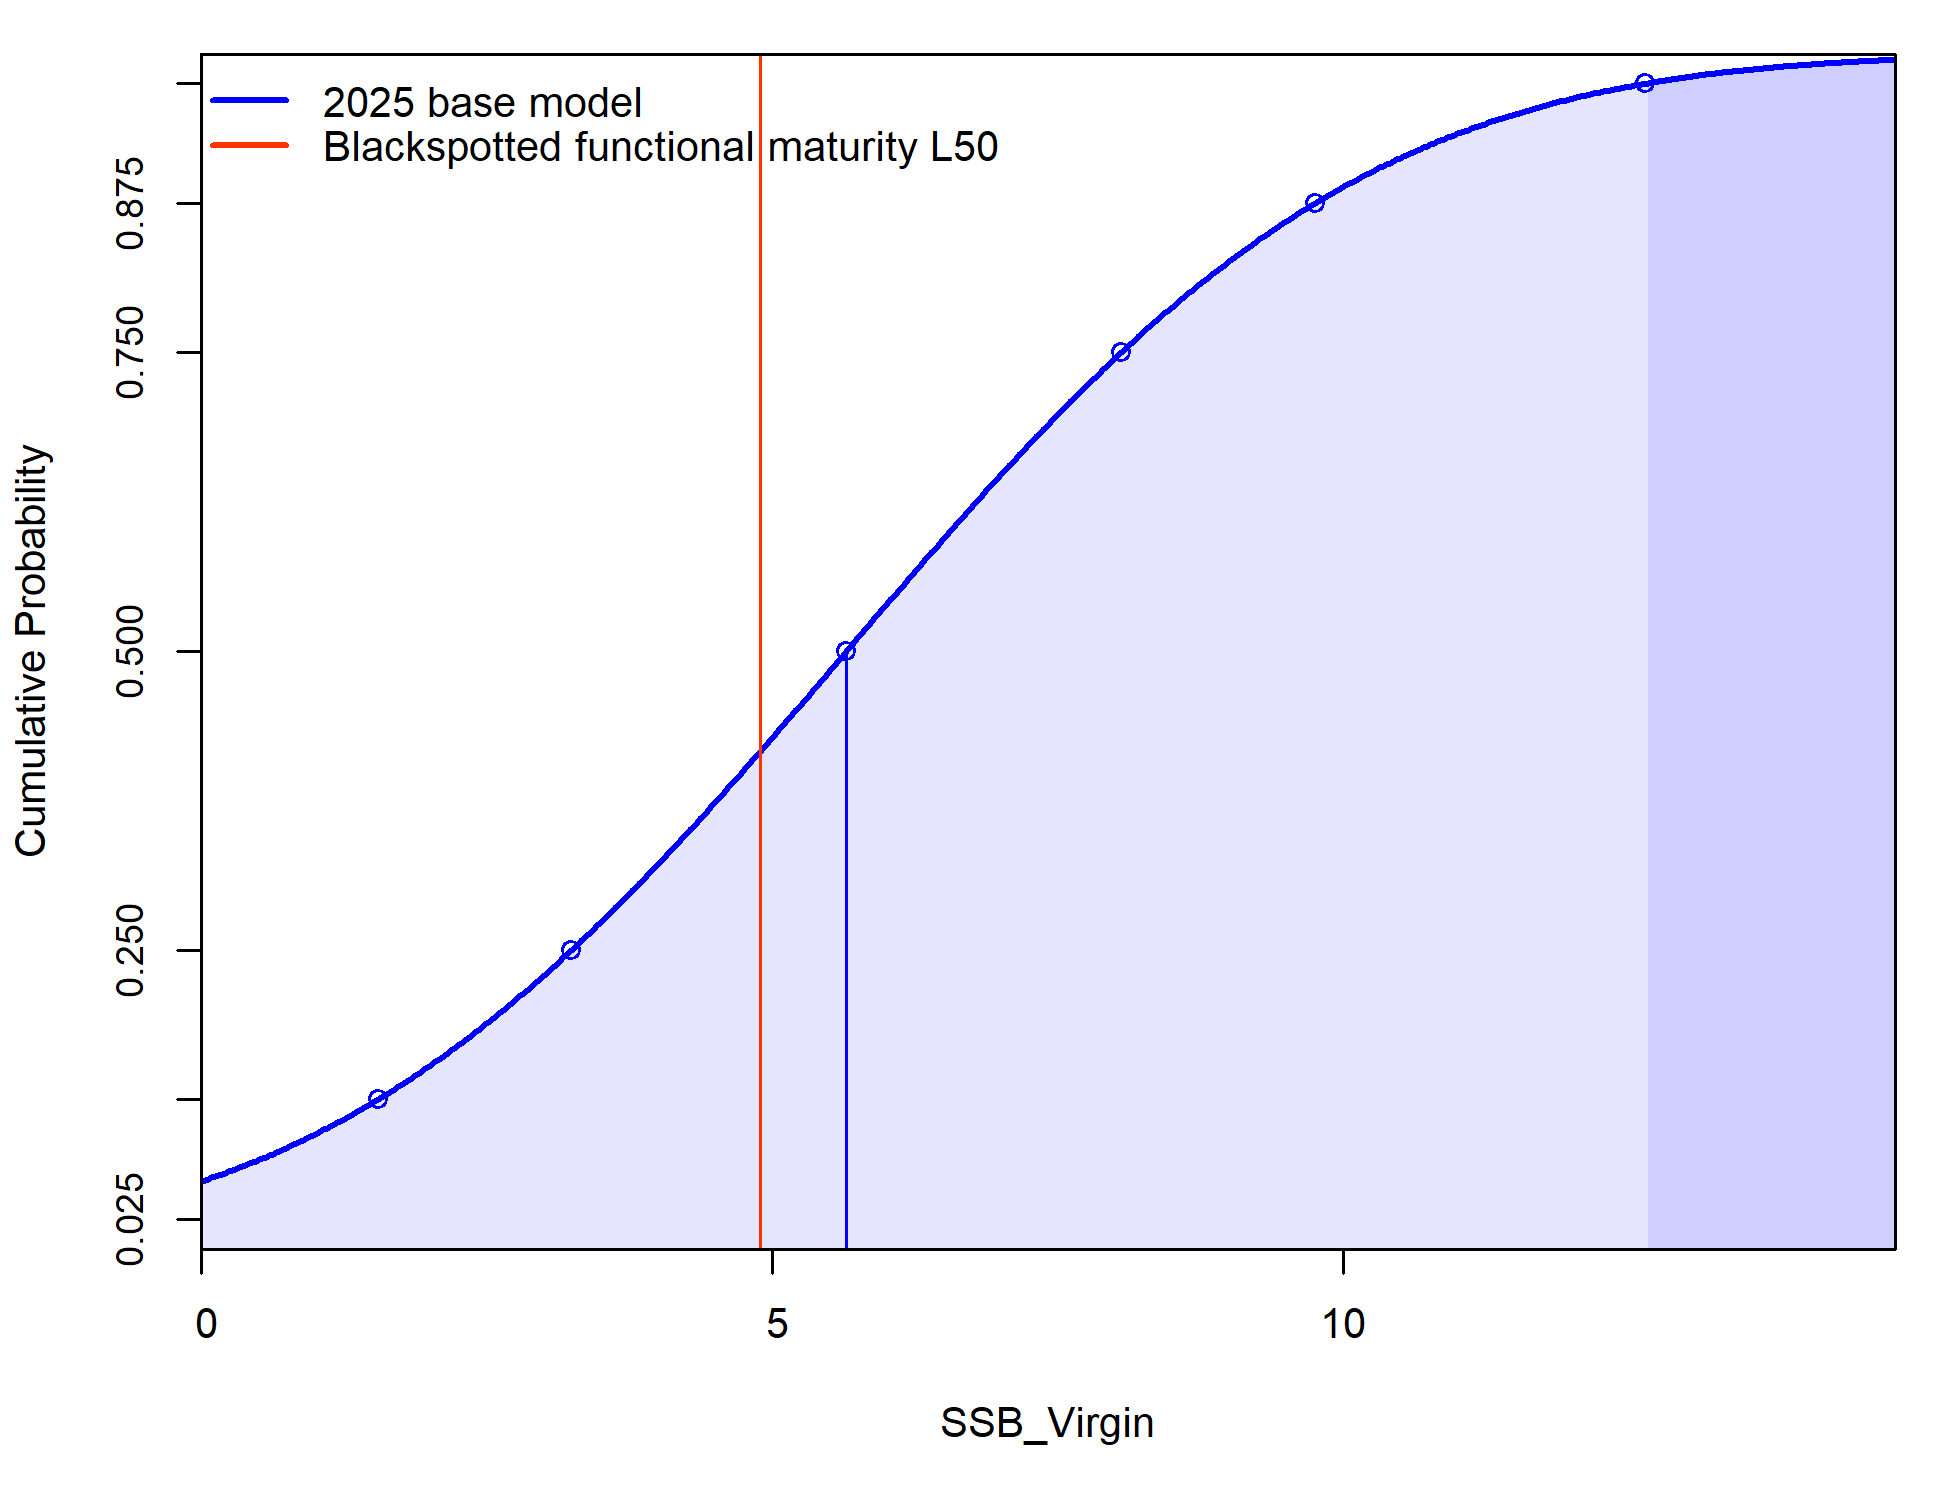 2025 base model
Blackspotted functional maturity L50
0.875
0.750
0.500
0.250
0.025
Cumulative Probability
0 5 10
SSB_Virgin